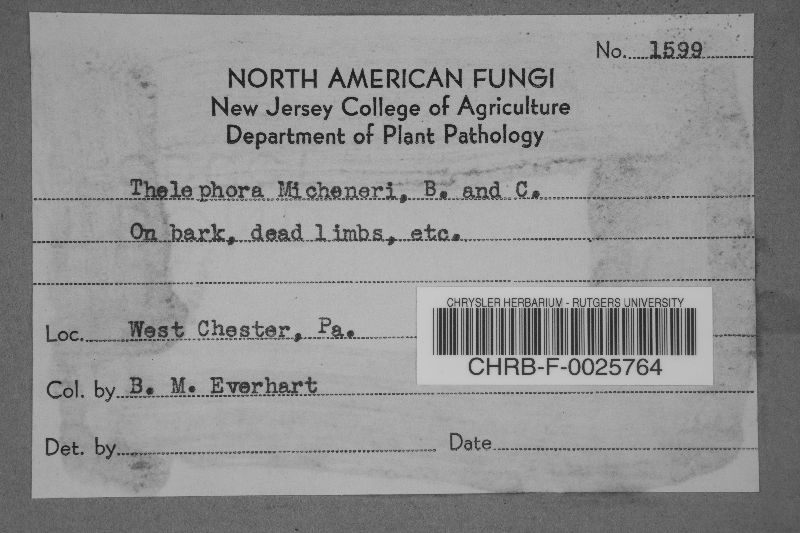 No. 1599
NORTH AMERICAN FUNGI
New Jersey College of Agriculture
Department of Plant Pathology
Thelephora Micheneri, B. and C.
On bark, dead limbs, etc.
CHRYSLER HERBARIUM - RUTGERS UNIVERSITY
CHRB-F-0025764
Loc. West Chester, Pa.
Col. by B. M. Everhart
Det. by
Date